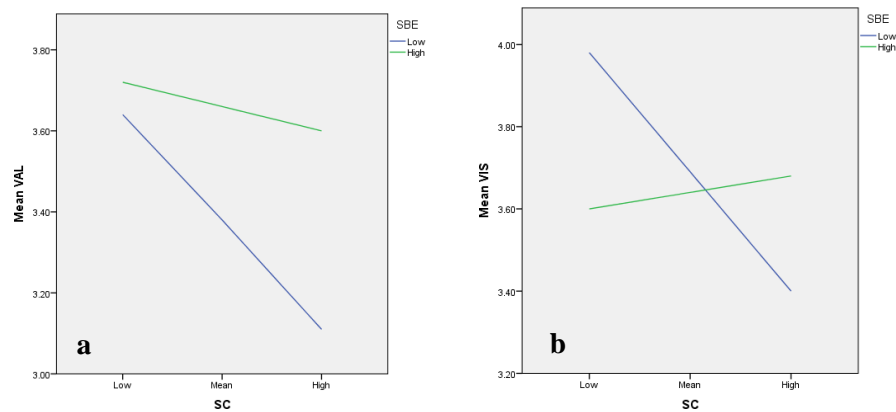 SBE
Low
High
3.80
3.60
3.40
3.20
3.00
Mean VAL
Low
Mean
High
SC
a
SBE
Low
High
4.00
3.80
3.60
3.40
3.20
Mean VIS
Low
Mean
High
SC
b